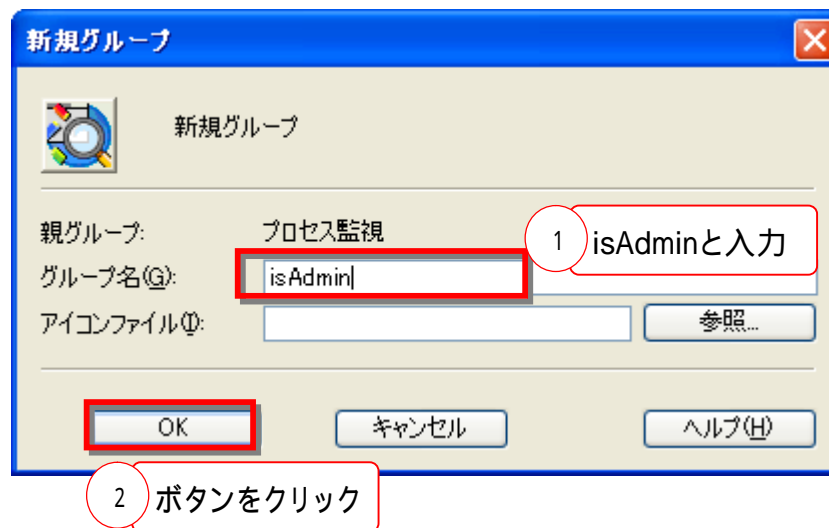 新規グループ
新規グループ
親グループ: プロセス監視
1 isAdminと入力
グループ名(G): isAdmin
アイコンファイル(I): 参照...
OK キャンセル ヘルプ(H)
2 ボタンをクリック